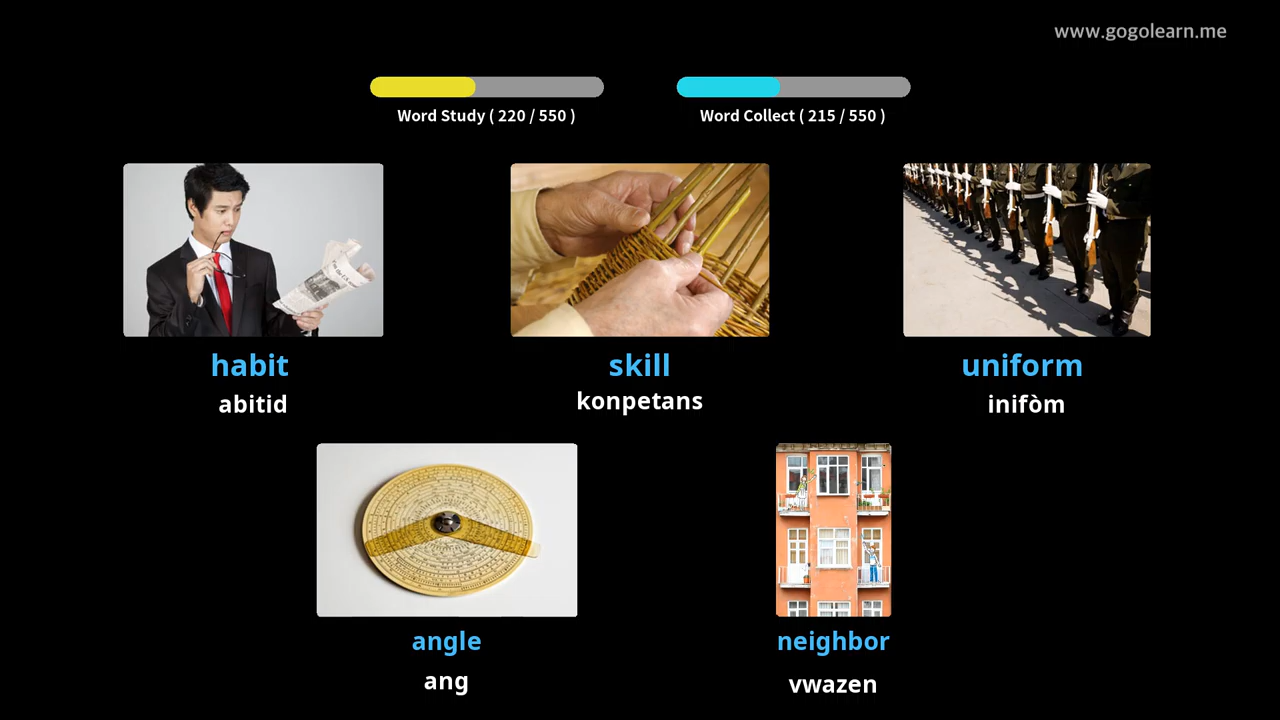 www.gogolearn.me
Word Study ( 220 / 550 )
Word Collect ( 215 / 550 )
habit
skill
uniform
abitid
konpetans
inifòm
angle
neighbor
ang
vwazen